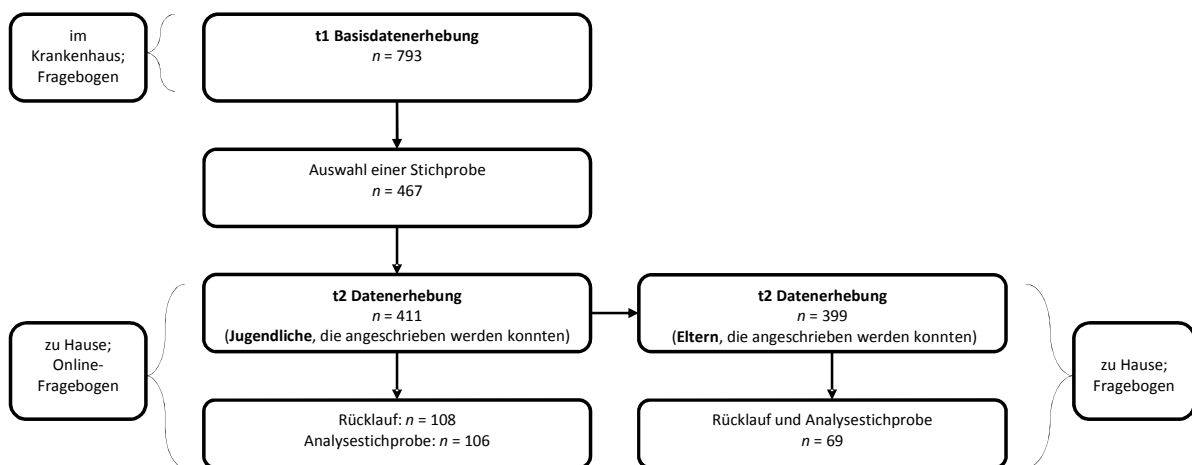 im
Krankenhaus;
Fragebogen
t1 Basisdatenerhebung
n = 793
Auswahl einer Stichprobe
n = 467
zu Hause;
Online-
Fragebogen
t2 Datenerhebung
n = 411
(Jugendliche, die angeschrieben werden konnten)
t2 Datenerhebung
n = 399
(Eltern, die angeschrieben werden konnten)
zu Hause;
Fragebogen
Rücklauf: n = 108
Analysestichprobe: n = 106
Rücklauf und Analysestichprobe
n = 69